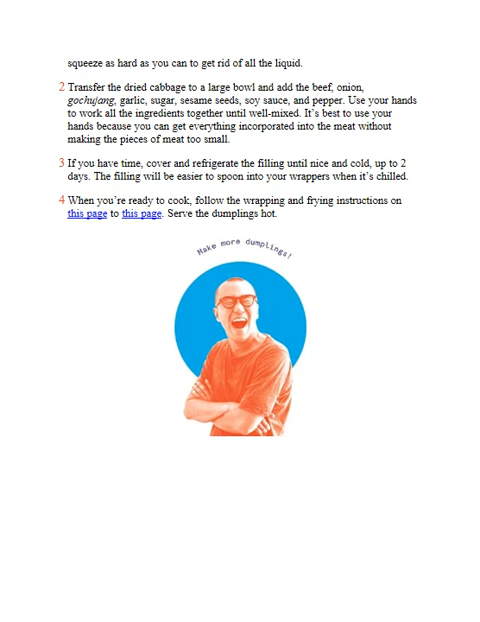 squeeze as hard as you can to get rid of all the liquid.
2 Transfer the dried cabbage to a large bowl and add the beef, onion,
gochujang, garlic, sugar, sesame seeds, soy sauce, and pepper. Use your hands
to work all the ingredients together until well-mixed. It’s best to use your
hands because you can get everything incorporated into the meat without
making the pieces of meat too small.
3 If you have time, cover and refrigerate the filling until nice and cold, up to 2
days. The filling will be easier to spoon into your wrappers when it’s chilled.
4 When you’re ready to cook, follow the wrapping and frying instructions on
this page to this page. Serve the dumplings hot.
Make more dumplings!